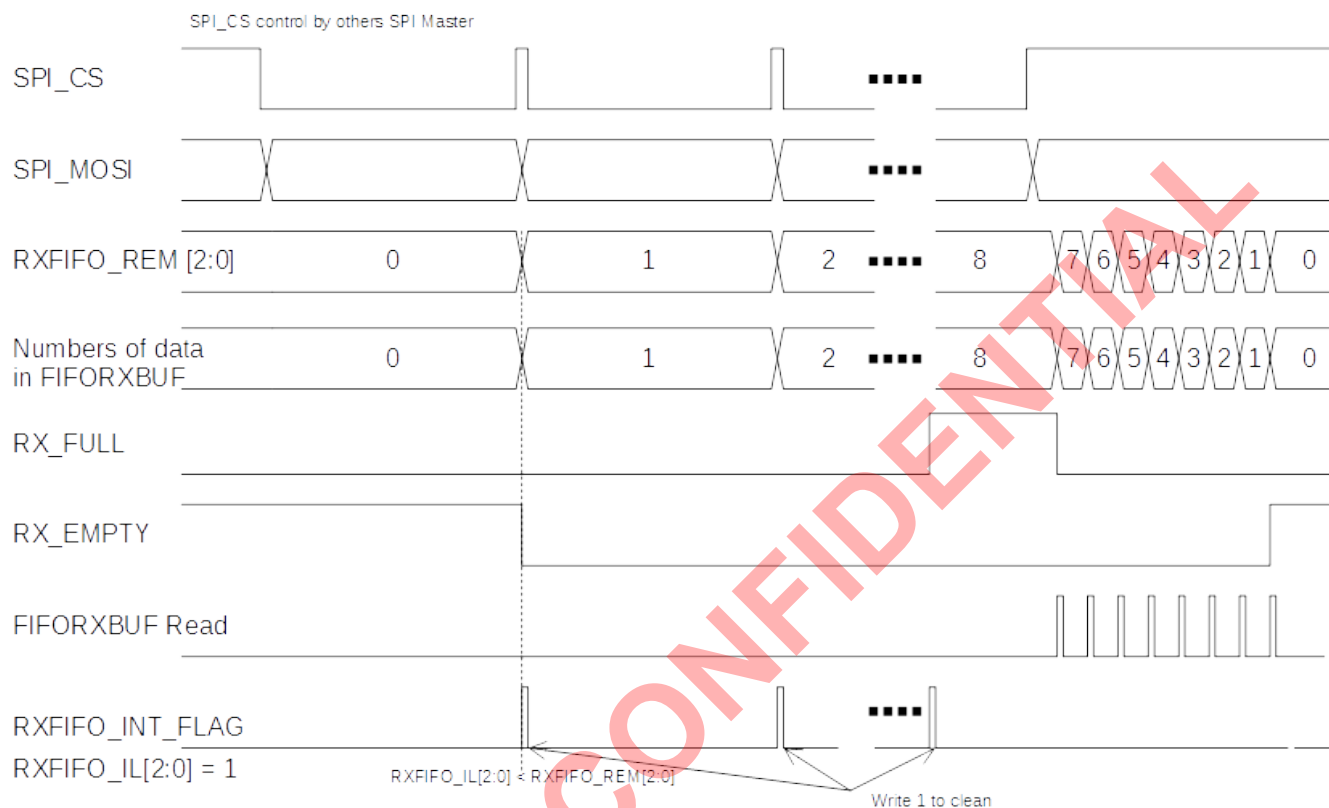 SPI_CS control by others SPI Master
SPI_CS
SPI_MOSI
RXFIFO_REM [2:0] 0 1 2 8 7 6 5 4 3 2 1 0
Numbers of data
in FIFORXBUF 0 1 2 8 7 6 5 4 3 2 1 0
RX_FULL
RX_EMPTY
FIFORXBUF Read
RXFIFO_INT_FLAG
RXFIFO_IL[2:0] = 1
RXFIFO_IL[2:0] < RXFIFO_REM[2:0]
Write 1 to clean
CONFIDENTIAL